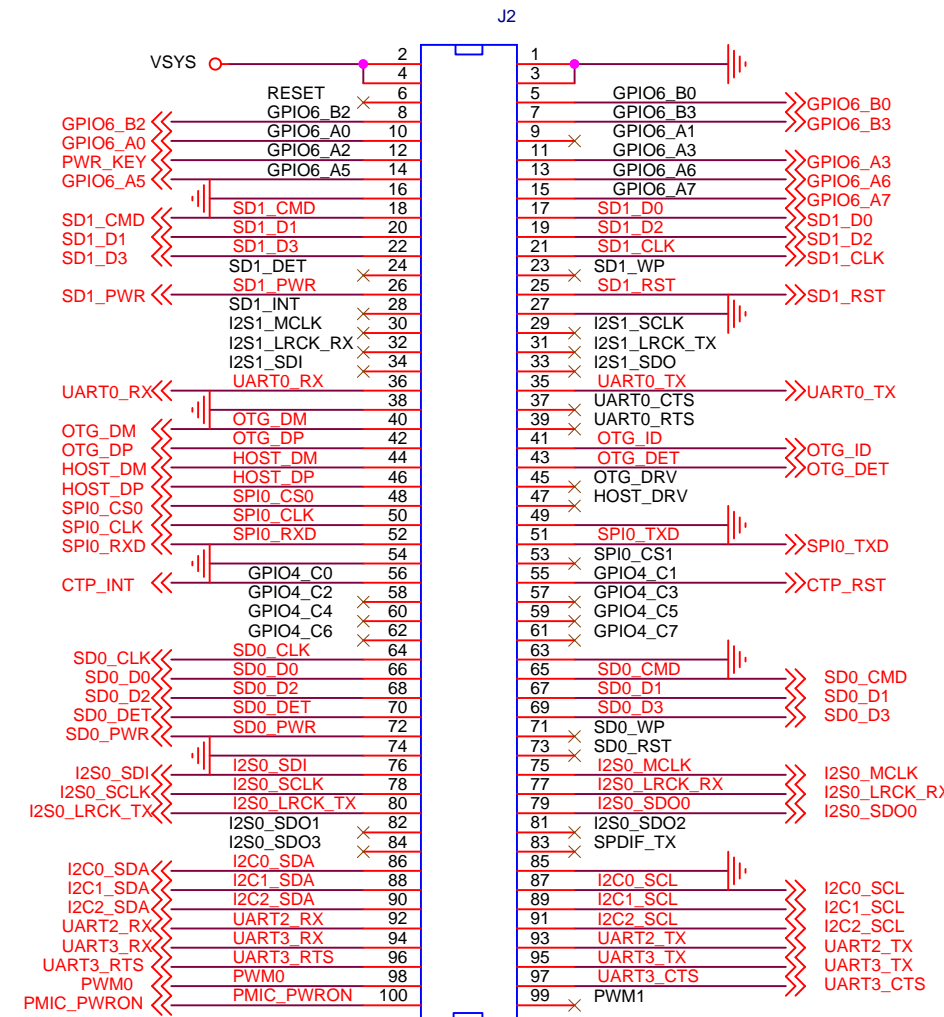 J2
VSYS 2 1
4 3
RESET 6 5 GPIO6_B0 GPIO6_B0
GPIO6_B2 GPIO6_B2 8 7 GPIO6_B3 GPIO6_B3
GPIO6_A0 GPIO6_A0 10 9 GPIO6_A1
PWR_KEY GPIO6_A2 12 11 GPIO6_A3 GPIO6_A3
GPIO6_A5 GPIO6_A5 14 13 GPIO6_A6 GPIO6_A6
16 15 GPIO6_A7 GPIO6_A7
SD1_CMD SD1_CMD 18 17 SD1_D0 SD1_D0
SD1_D1 SD1_D1 20 19 SD1_D2 SD1_D2
SD1_D3 SD1_D3 22 21 SD1_CLK SD1_CLK
SD1_DET 24 23 SD1_WP
SD1_PWR SD1_PWR 26 25 SD1_RST SD1_RST
SD1_INT 28 27
I2S1_MCLK 30 29 I2S1_SCLK
I2S1_LRCK_RX 32 31 I2S1_LRCK_TX
I2S1_SDI 34 33 I2S1_SDO
UART0_RX UART0_RX 36 35 UART0_TX UART0_TX
38 37 UART0_CTS
OTG_DM OTG_DM 40 39 UART0_RTS
OTG_DP OTG_DP 42 41 OTG_ID OTG_ID
HOST_DM HOST_DM 44 43 OTG_DET OTG_DET
HOST_DP HOST_DP 46 45 OTG_DRV
SPI0_CS0 SPI0_CS0 48 47 HOST_DRV
SPI0_CLK SPI0_CLK 50 49
SPI0_RXD SPI0_RXD 52 51 SPI0_TXD SPI0_TXD
54 53 SPI0_CS1
CTP_INT GPIO4_C0 56 55 GPIO4_C1 CTP_RST
GPIO4_C2 58 57 GPIO4_C3
GPIO4_C4 60 59 GPIO4_C5
GPIO4_C6 62 61 GPIO4_C7
SD0_CLK SD0_CLK 64 63
SD0_D0 SD0_D0 66 65 SD0_CMD SD0_CMD
SD0_D2 SD0_D2 68 67 SD0_D1 SD0_D1
SD0_DET SD0_DET 70 69 SD0_D3 SD0_D3
SD0_PWR SD0_PWR 72 71 SD0_WP
74 73 SD0_RST
I2S0_SDI I2S0_SDI 76 75 I2S0_MCLK I2S0_MCLK
I2S0_SCLK I2S0_SCLK 78 77 I2S0_LRCK_RX I2S0_LRCK_RX
I2S0_LRCK_TX I2S0_LRCK_TX 80 79 I2S0_SDO0 I2S0_SDO0
I2S0_SDO1 82 81 I2S0_SDO2
I2S0_SDO3 84 83 SPDIF_TX
I2C0_SDA I2C0_SDA 86 85
I2C1_SDA I2C1_SDA 88 87 I2C0_SCL I2C0_SCL
I2C2_SDA I2C2_SDA 90 89 I2C1_SCL I2C1_SCL
UART2_RX UART2_RX 92 91 I2C2_SCL I2C2_SCL
UART3_RX UART3_RX 94 93 UART2_TX UART2_TX
UART3_RTS UART3_RTS 96 95 UART3_TX UART3_TX
PWM0 PWM0 98 97 UART3_CTS UART3_CTS
PMIC_PWRON PMIC_PWRON 100 99 PWM1